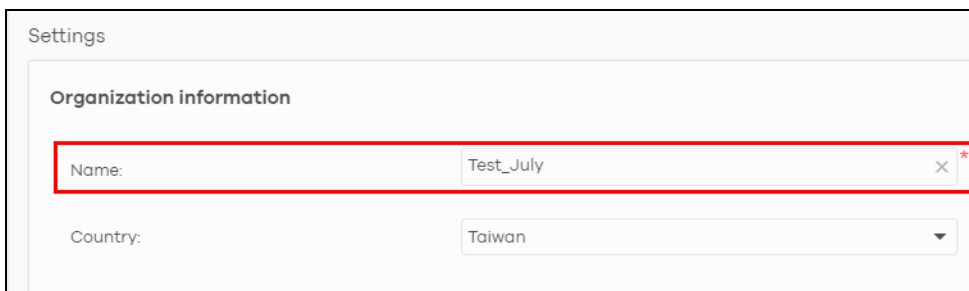 Settings
Organization information
Name: Test_July ×*
Country: Taiwan